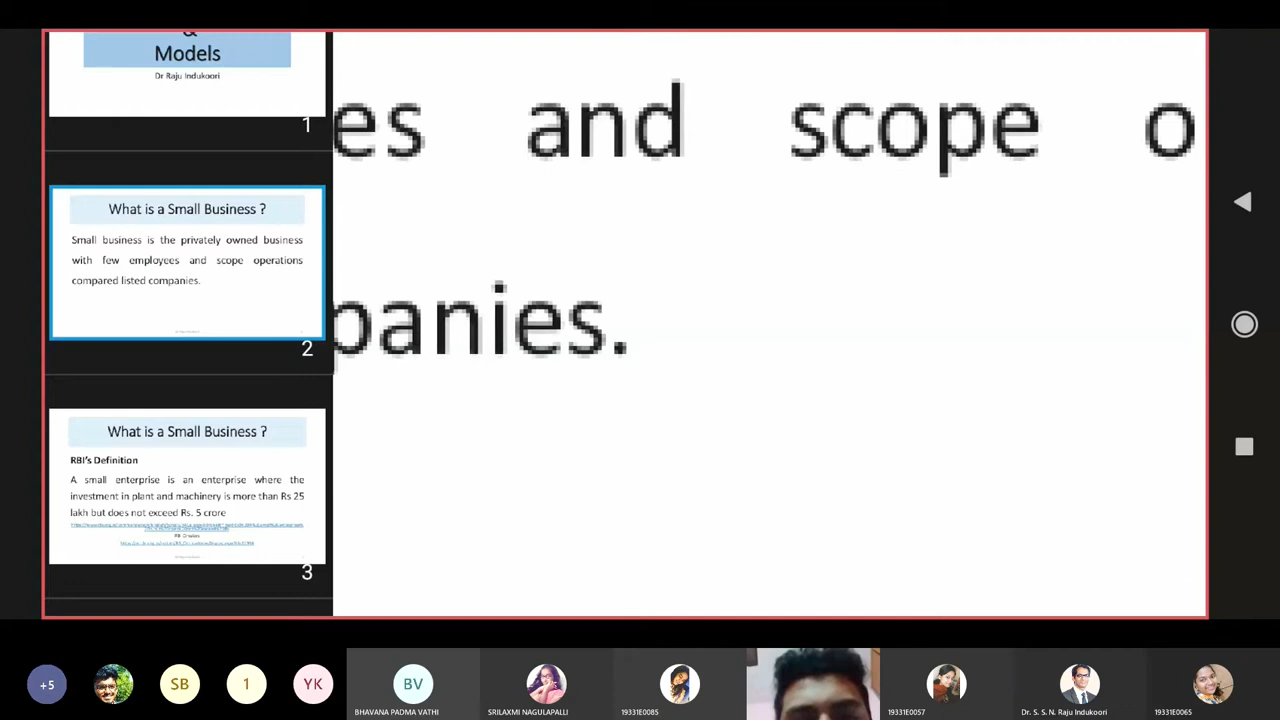 &
Models
Dr Raju Indukoori
1
What is a Small Business ?
Small business is the privately owned business
with few employees and scope operations
compared listed companies.
2
What is a Small Business ?
RBI's Definition
A small enterprise is an enterprise where the
investment in plant and machinery is more than Rs 25
lakh but does not exceed Rs. 5 crore
3
es and scope o
panies.
+5
SB
1
YK
BV
BHAVANA PADMA VATHI
SRILAXMI NAGULAPALLI
19331E0085
19331E0057
Dr. S. S. N. Raju Indukoori
19331E0065